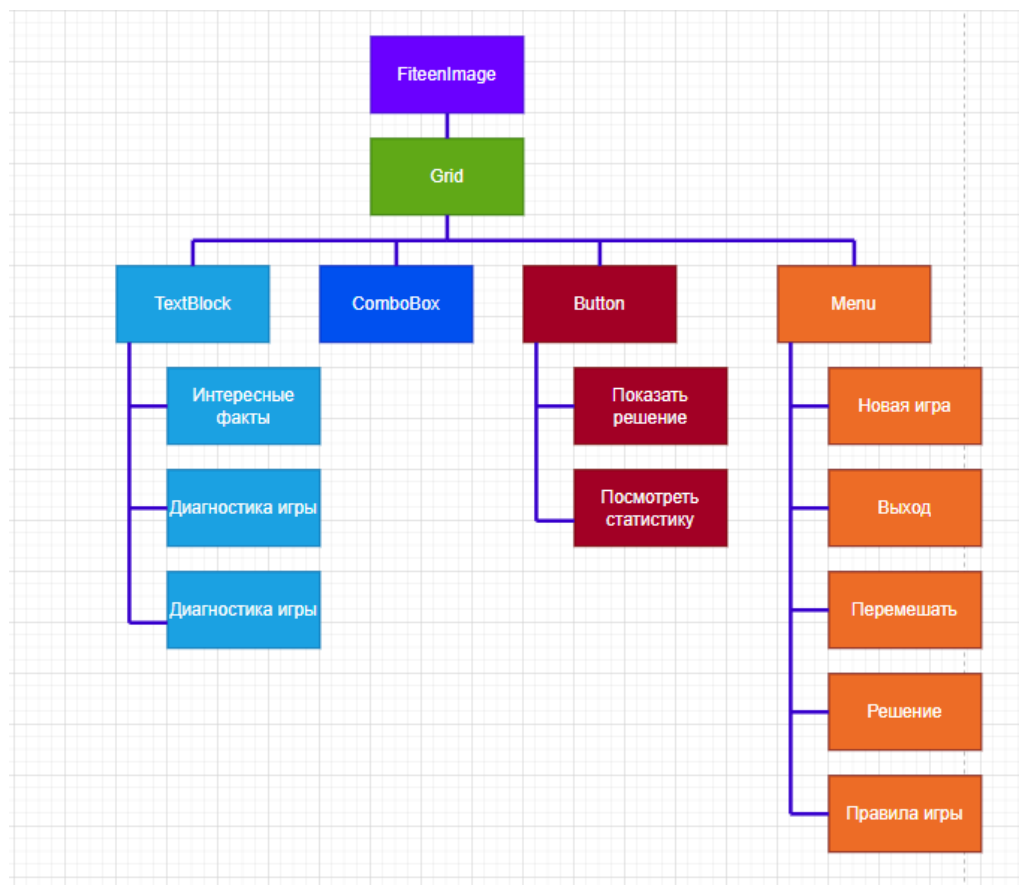 FiteenImage
Grid
TextBlock
ComboBox
Button
Menu
Интересные
факты
Показать
решение
Новая игра
Диагностика игры
Посмотреть
статистику
Выход
Диагностика игры
Перемешать
Решение
Правила игры